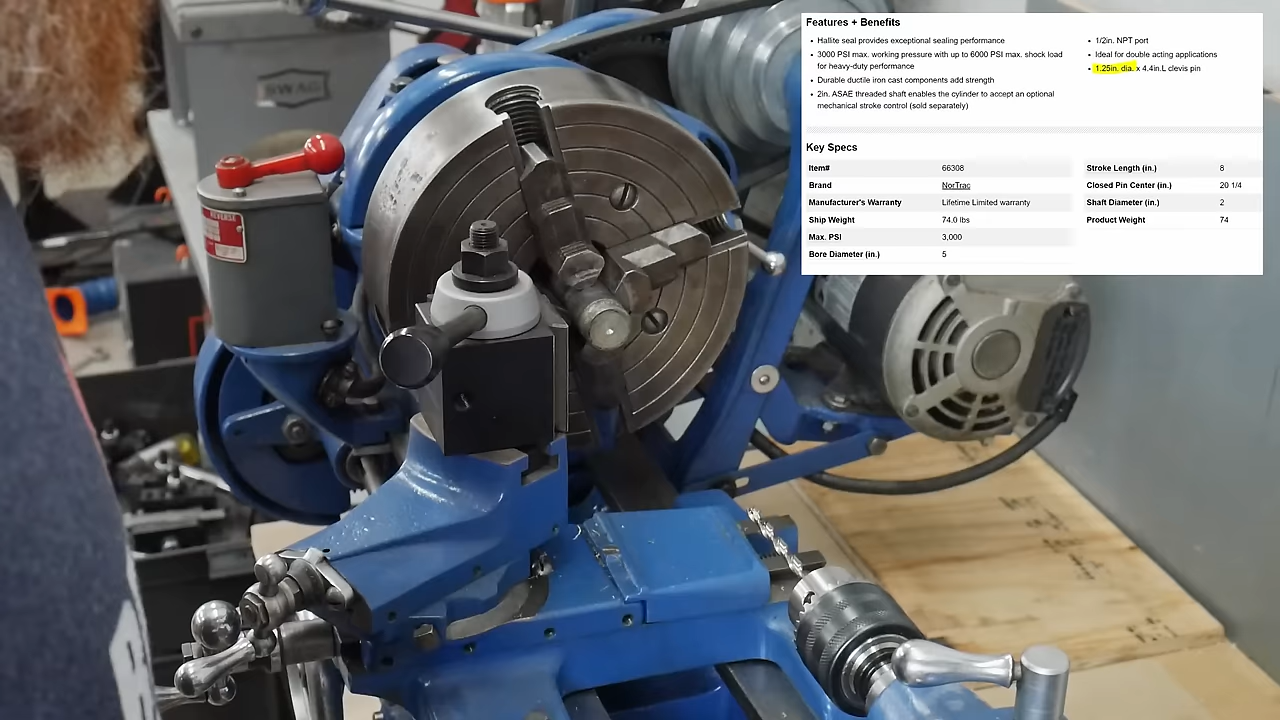 SWAG
REVERSE
Features + Benefits
Hallite seal provides exceptional sealing performance
3000 PSI max. working pressure with up to 6000 PSI max. shock load
for heavy-duty performance
Durable ductile iron cast components add strength
2in. ASAE threaded shaft enables the cylinder to accept an optional
mechanical stroke control (sold separately)
1/2in. NPT port
Ideal for double acting applications
1.25in. dia. x 4.4in.L clevis pin
Key Specs
Item# 66308
Brand NorTrac
Manufacturer's Warranty Lifetime Limited warranty
Ship Weight 74.0 lbs
Max. PSI 3,000
Bore Diameter (in.) 5
Stroke Length (in.) 8
Closed Pin Center (in.) 20 1/4
Shaft Diameter (in.) 2
Product Weight 74